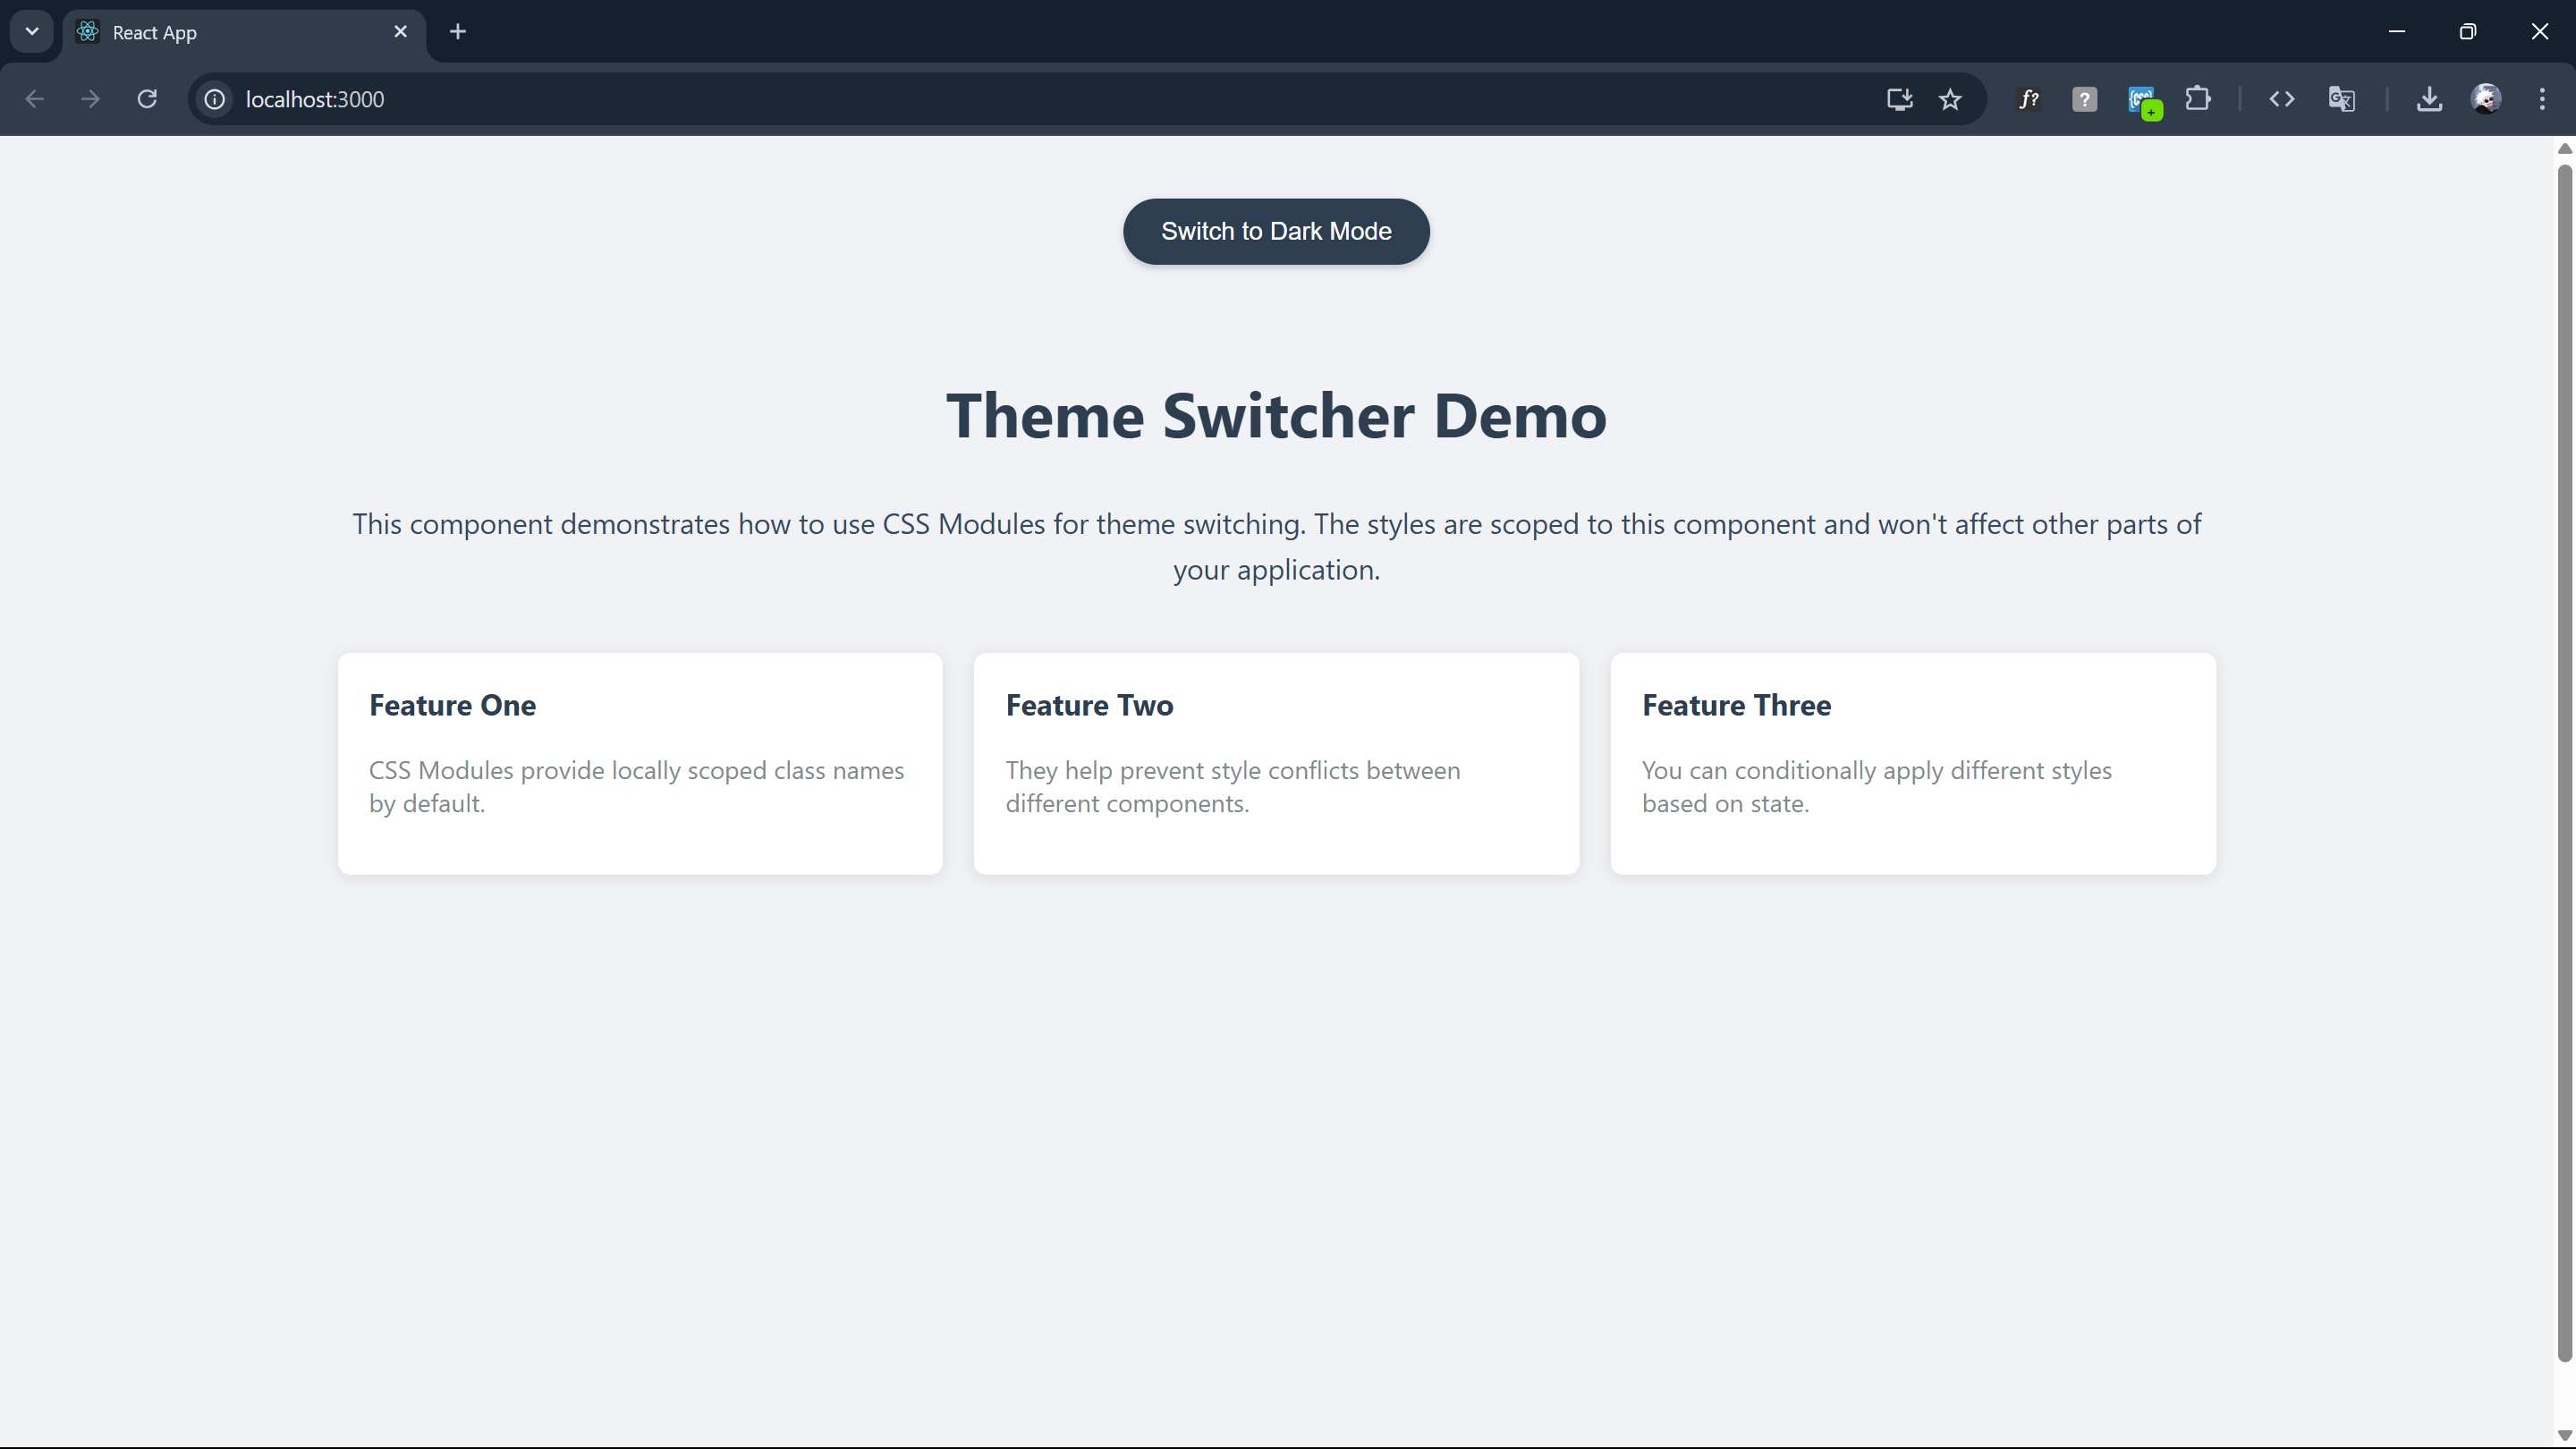 React App
localhost:3000
f?
?
{css}
+
Switch to Dark Mode
Theme Switcher Demo
This component demonstrates how to use CSS Modules for theme switching. The styles are scoped to this component and won't affect other parts of
your application.
Feature One
CSS Modules provide locally scoped class names
by default.
Feature Two
They help prevent style conflicts between
different components.
Feature Three
You can conditionally apply different styles
based on state.